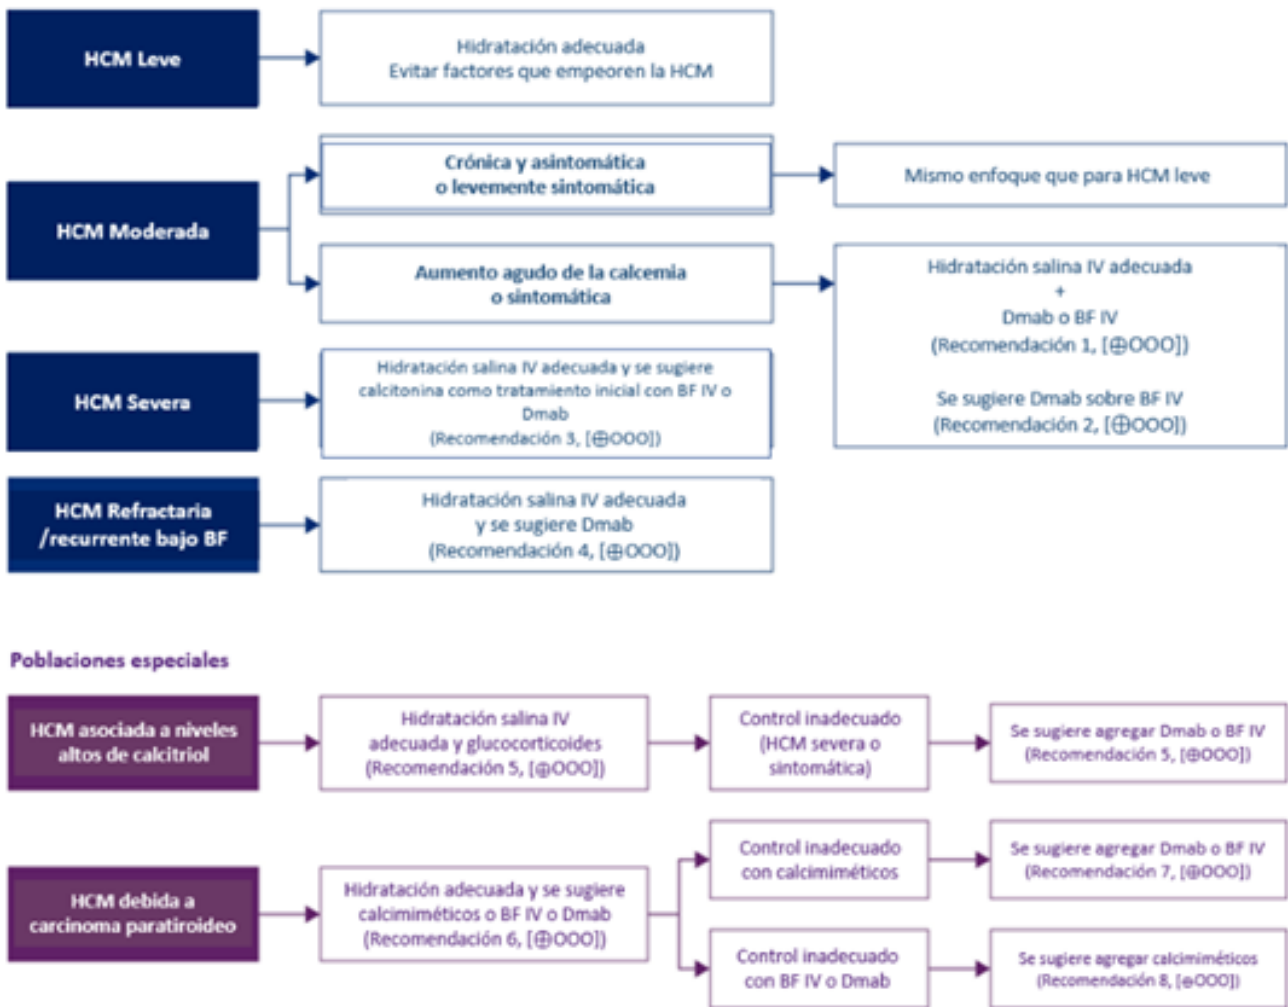 HCM Leve
Hidratación adecuada
Evitar factores que empeoren la HCM
HCM Moderada
Crónica y asintomática
o levemente sintomática
Mismo enfoque que para HCM leve
Aumento agudo de la calcemia
o sintomática
Hidratación salina IV adecuada
+
Dmab o BF IV
(Recomendación 1, [⊕OOO])
Se sugiere Dmab sobre BF IV
(Recomendación 2, [⊕OOO])
HCM Severa
Hidratación salina IV adecuada y se sugiere
calcitonina como tratamiento inicial con BF IV o
Dmab
(Recomendación 3, [⊕OOO])
HCM Refractaria
/recurrente bajo BF
Hidratación salina IV adecuada
y se sugiere Dmab
(Recomendación 4, [⊕OOO])
Poblaciones especiales
HCM asociada a niveles
altos de calcitriol
Hidratación salina IV
adecuada y glucocorticoides
(Recomendación 5, [⊕OOO])
Control inadecuado
(HCM severa o
sintomática)
Se sugiere agregar Dmab o BF IV
(Recomendación 5, [⊕OOO])
HCM debida a
carcinoma paratiroideo
Hidratación adecuada y se sugiere
calcimiméticos o BF IV o Dmab
(Recomendación 6, [⊕OOO])
Control inadecuado
con calcimiméticos
Se sugiere agregar Dmab o BF IV
(Recomendación 7, [⊕OOO])
Control inadecuado
con BF IV o Dmab
Se sugiere agregar calcimiméticos
(Recomendación 8, [⊕OOO])